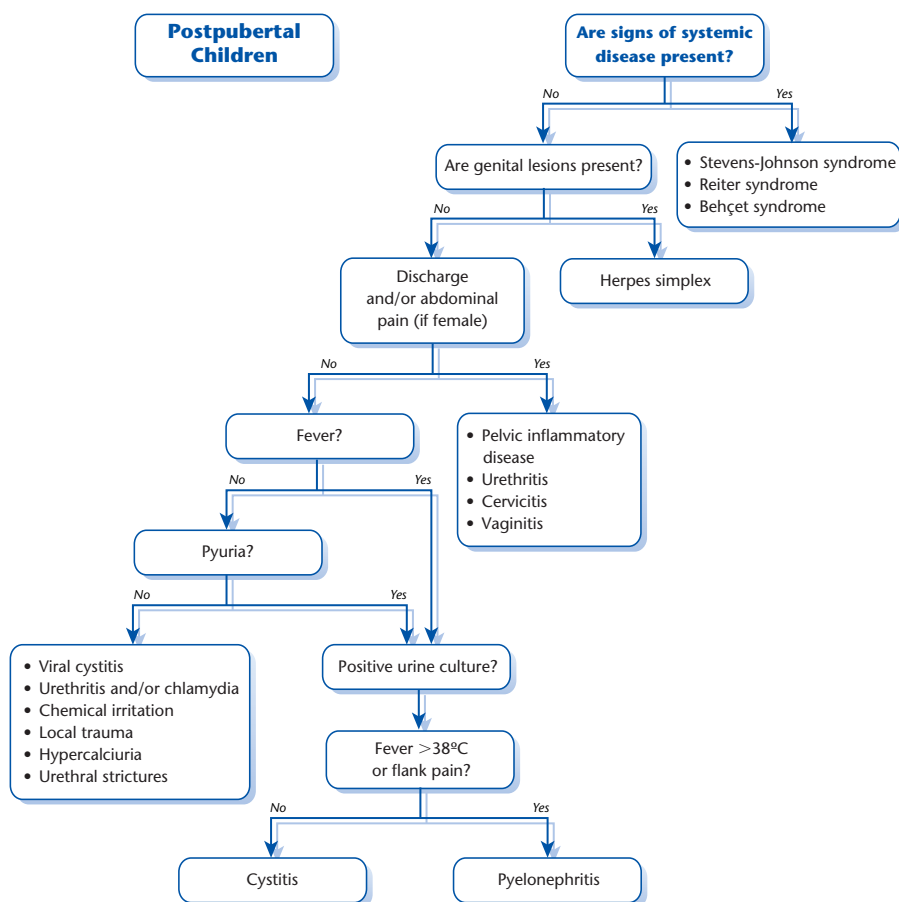 Postpubertal
Children
Are signs of systemic
disease present?
No
Yes
Are genital lesions present?
• Stevens-Johnson syndrome
• Reiter syndrome
• Behçet syndrome
No
Yes
Discharge
and/or abdominal
pain (if female)
Herpes simplex
No
Yes
Fever?
• Pelvic inflammatory
disease
• Urethritis
• Cervicitis
• Vaginitis
No
Yes
Pyuria?
No
Yes
• Viral cystitis
• Urethritis and/or chlamydia
• Chemical irritation
• Local trauma
• Hypercalciuria
• Urethral strictures
Positive urine culture?
Fever >38ºC
or flank pain?
No
Yes
Cystitis
Pyelonephritis